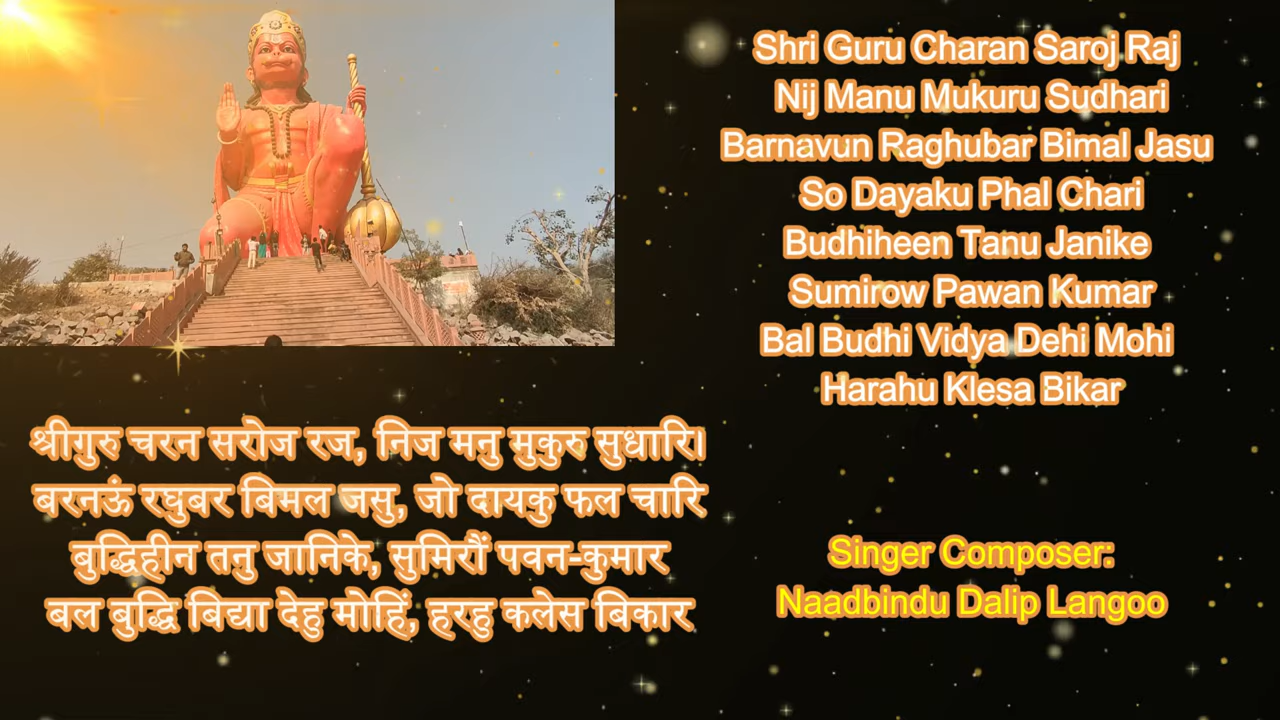 Shri Guru Charan Saroj Raj
Nij Manu Mukuru Sudhari
Barnavun Raghubar Bimal Jasu
So Dayaku Phal Chari
Budhiheen Tanu Janike
Sumirow Pawan Kumar
Bal Budhi Vidya Dehi Mohi
Harahu Klesa Bikar
श्रीगुरु चरन सरोज रज, निज मनु मुकुरु सुधारि।
बरनऊं रघुबर बिमल जसु, जो दायकु फल चारि
बुद्धिहीन तनु जानिके, सुमिरौं पवन-कुमार
बल बुद्धि बिद्या देहु मोहिं, हरहु कलेस बिकार
Singer Composer:
Naadbindu Dalip Langoo